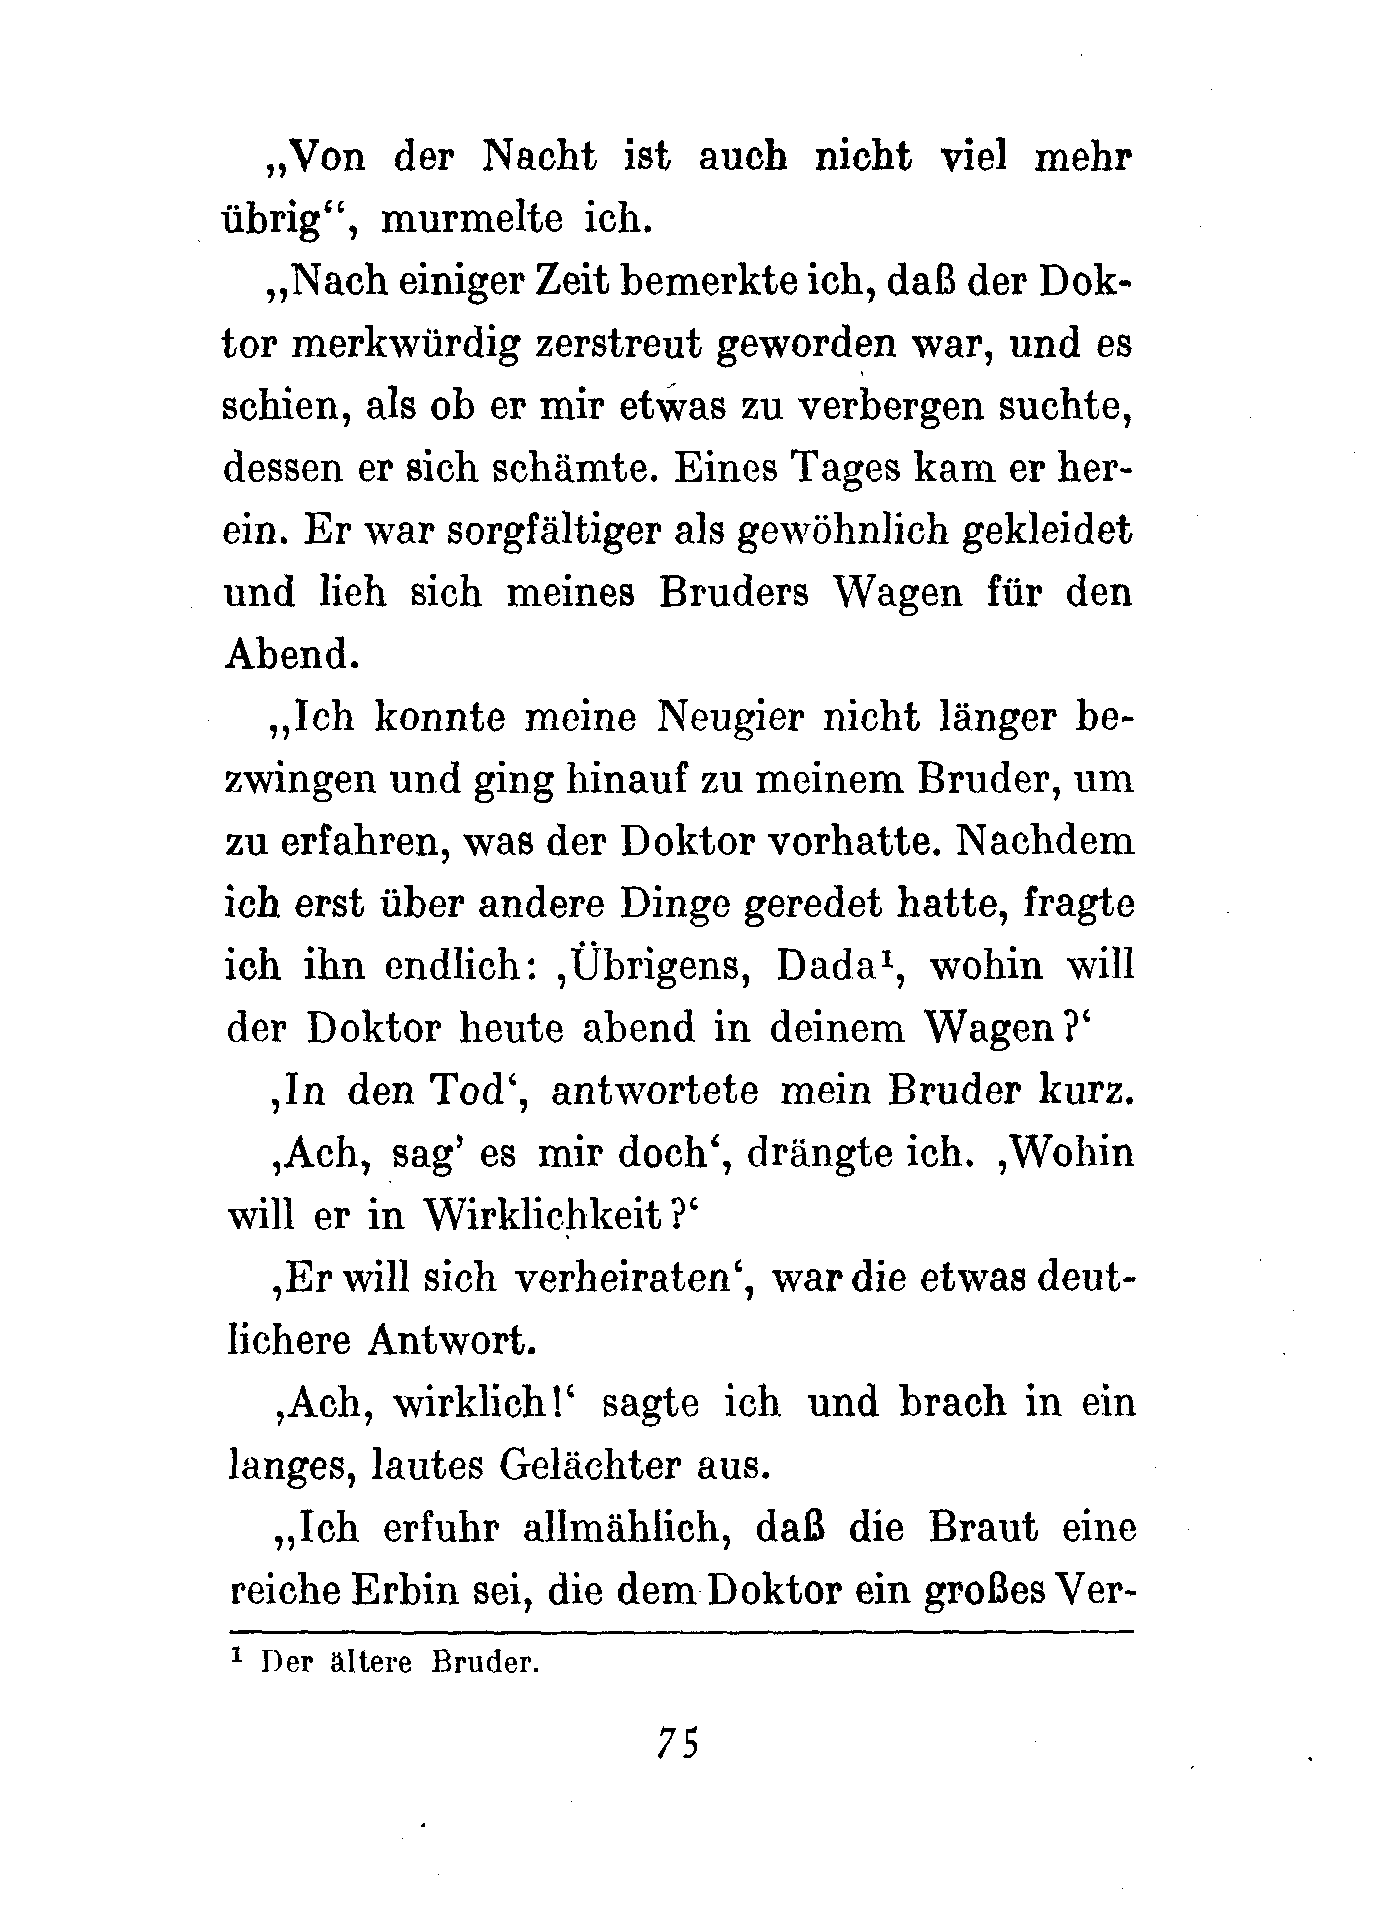 „Von der Nacht ist auch nicht viel mehr
übrig“, murmelte ich.
„Nach einiger Zeit bemerkte ich, daß der Dok-
tor merkwürdig zerstreut geworden war, und es
schien, als ob er mir etwas zu verbergen suchte,
dessen er sich schämte. Eines Tages kam er her-
ein. Er war sorgfältiger als gewöhnlich gekleidet
und lieh sich meines Bruders Wagen für den
Abend.
„Ich konnte meine Neugier nicht länger be-
zwingen und ging hinauf zu meinem Bruder, um
zu erfahren, was der Doktor vorhatte. Nachdem
ich erst über andere Dinge geredet hatte, fragte
ich ihn endlich: ‚Übrigens, Dada¹, wohin will
der Doktor heute abend in deinem Wagen?‘
‚In den Tod‘, antwortete mein Bruder kurz.
‚Ach, sag’ es mir doch‘, drängte ich. ‚Wohin
will er in Wirklichkeit?‘
‚Er will sich verheiraten‘, war die etwas deut-
lichere Antwort.
‚Ach, wirklich!‘ sagte ich und brach in ein
langes, lautes Gelächter aus.
„Ich erfuhr allmählich, daß die Braut eine
reiche Erbin sei, die dem Doktor ein großes Ver-
¹ Der ältere Bruder.
75